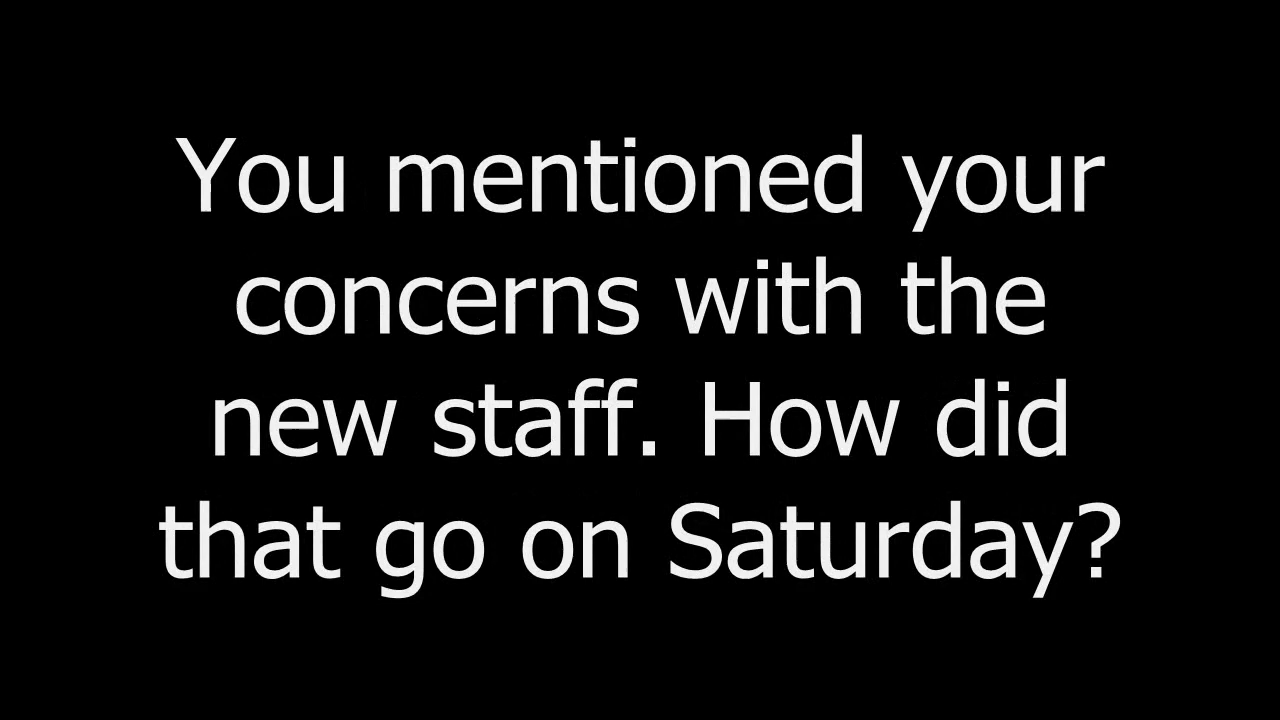 You mentioned your
concerns with the
new staff. How did
that go on Saturday?